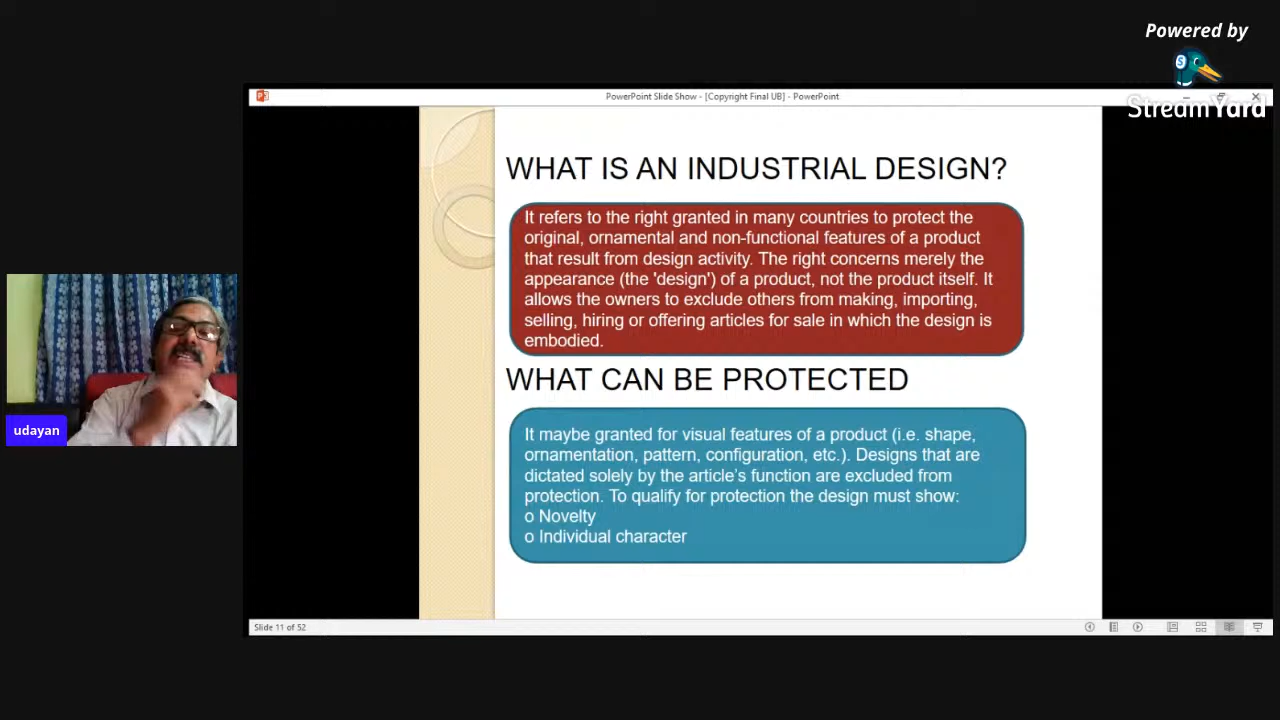 Powered by
StreamYard
PowerPoint Slide Show - [Copyright Final UB] - PowerPoint
WHAT IS AN INDUSTRIAL DESIGN?
It refers to the right granted in many countries to protect the
original, ornamental and non-functional features of a product
that result from design activity. The right concerns merely the
appearance (the 'design') of a product, not the product itself. It
allows the owners to exclude others from making, importing,
selling, hiring or offering articles for sale in which the design is
embodied.
WHAT CAN BE PROTECTED
It maybe granted for visual features of a product (i.e. shape,
ornamentation, pattern, configuration, etc.). Designs that are
dictated solely by the article's function are excluded from
protection. To qualify for protection the design must show:
o Novelty
o Individual character
udayan
Slide 11 of 52